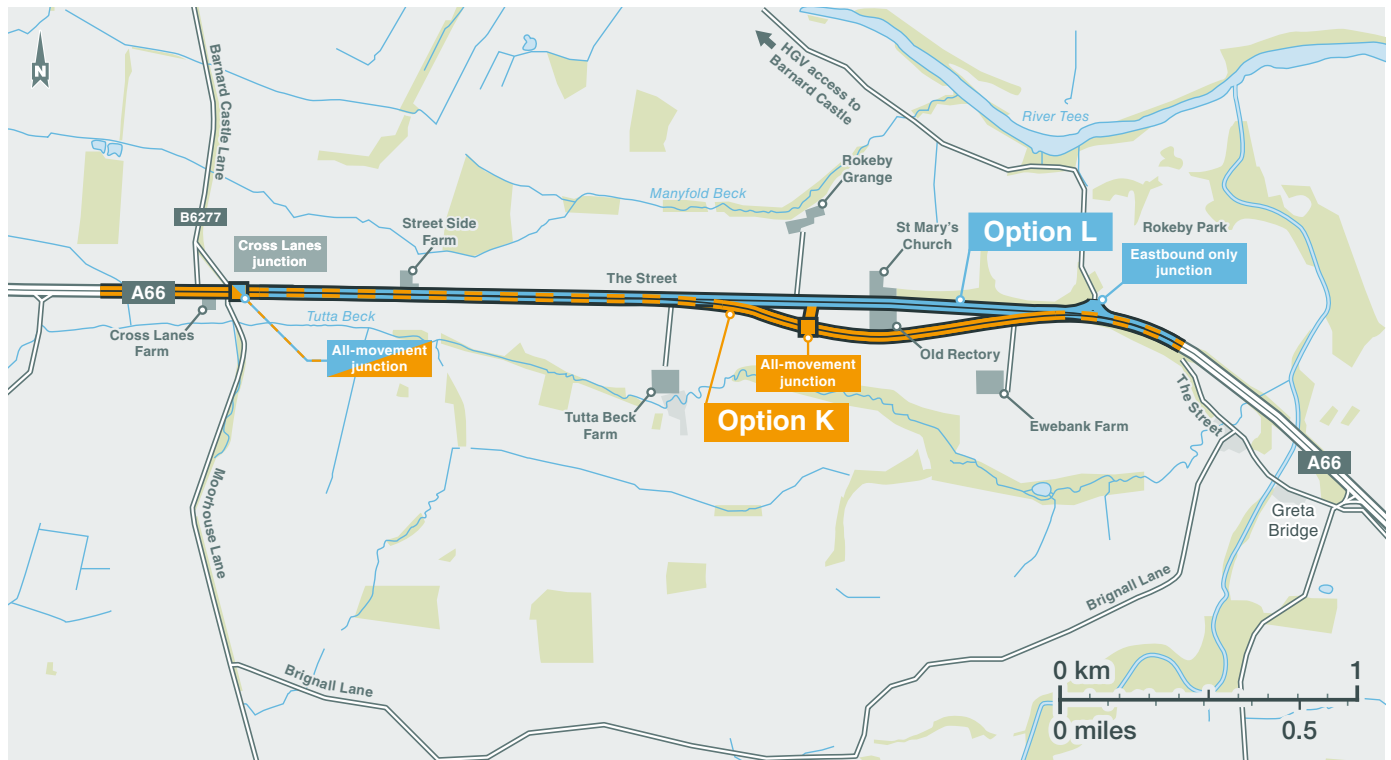 N
Barnard Castle Lane
HGV access to
Barnard Castle
River Tees
Rokeby
Grange
Manyfold Beck
B6277
Street Side
Farm
St Mary's
Church
Option L
Rokeby Park
Cross Lanes
junction
Eastbound only
junction
The Street
A66
Tutta Beck
Cross Lanes
Farm
All-movement
junction
All-movement
junction
Old Rectory
Option K
Tutta Beck
Farm
Ewebank Farm
The Street
A66
Greta
Bridge
Moorhouse Lane
Brignall Lane
Brignall Lane
0 km
1
0 miles
0.5